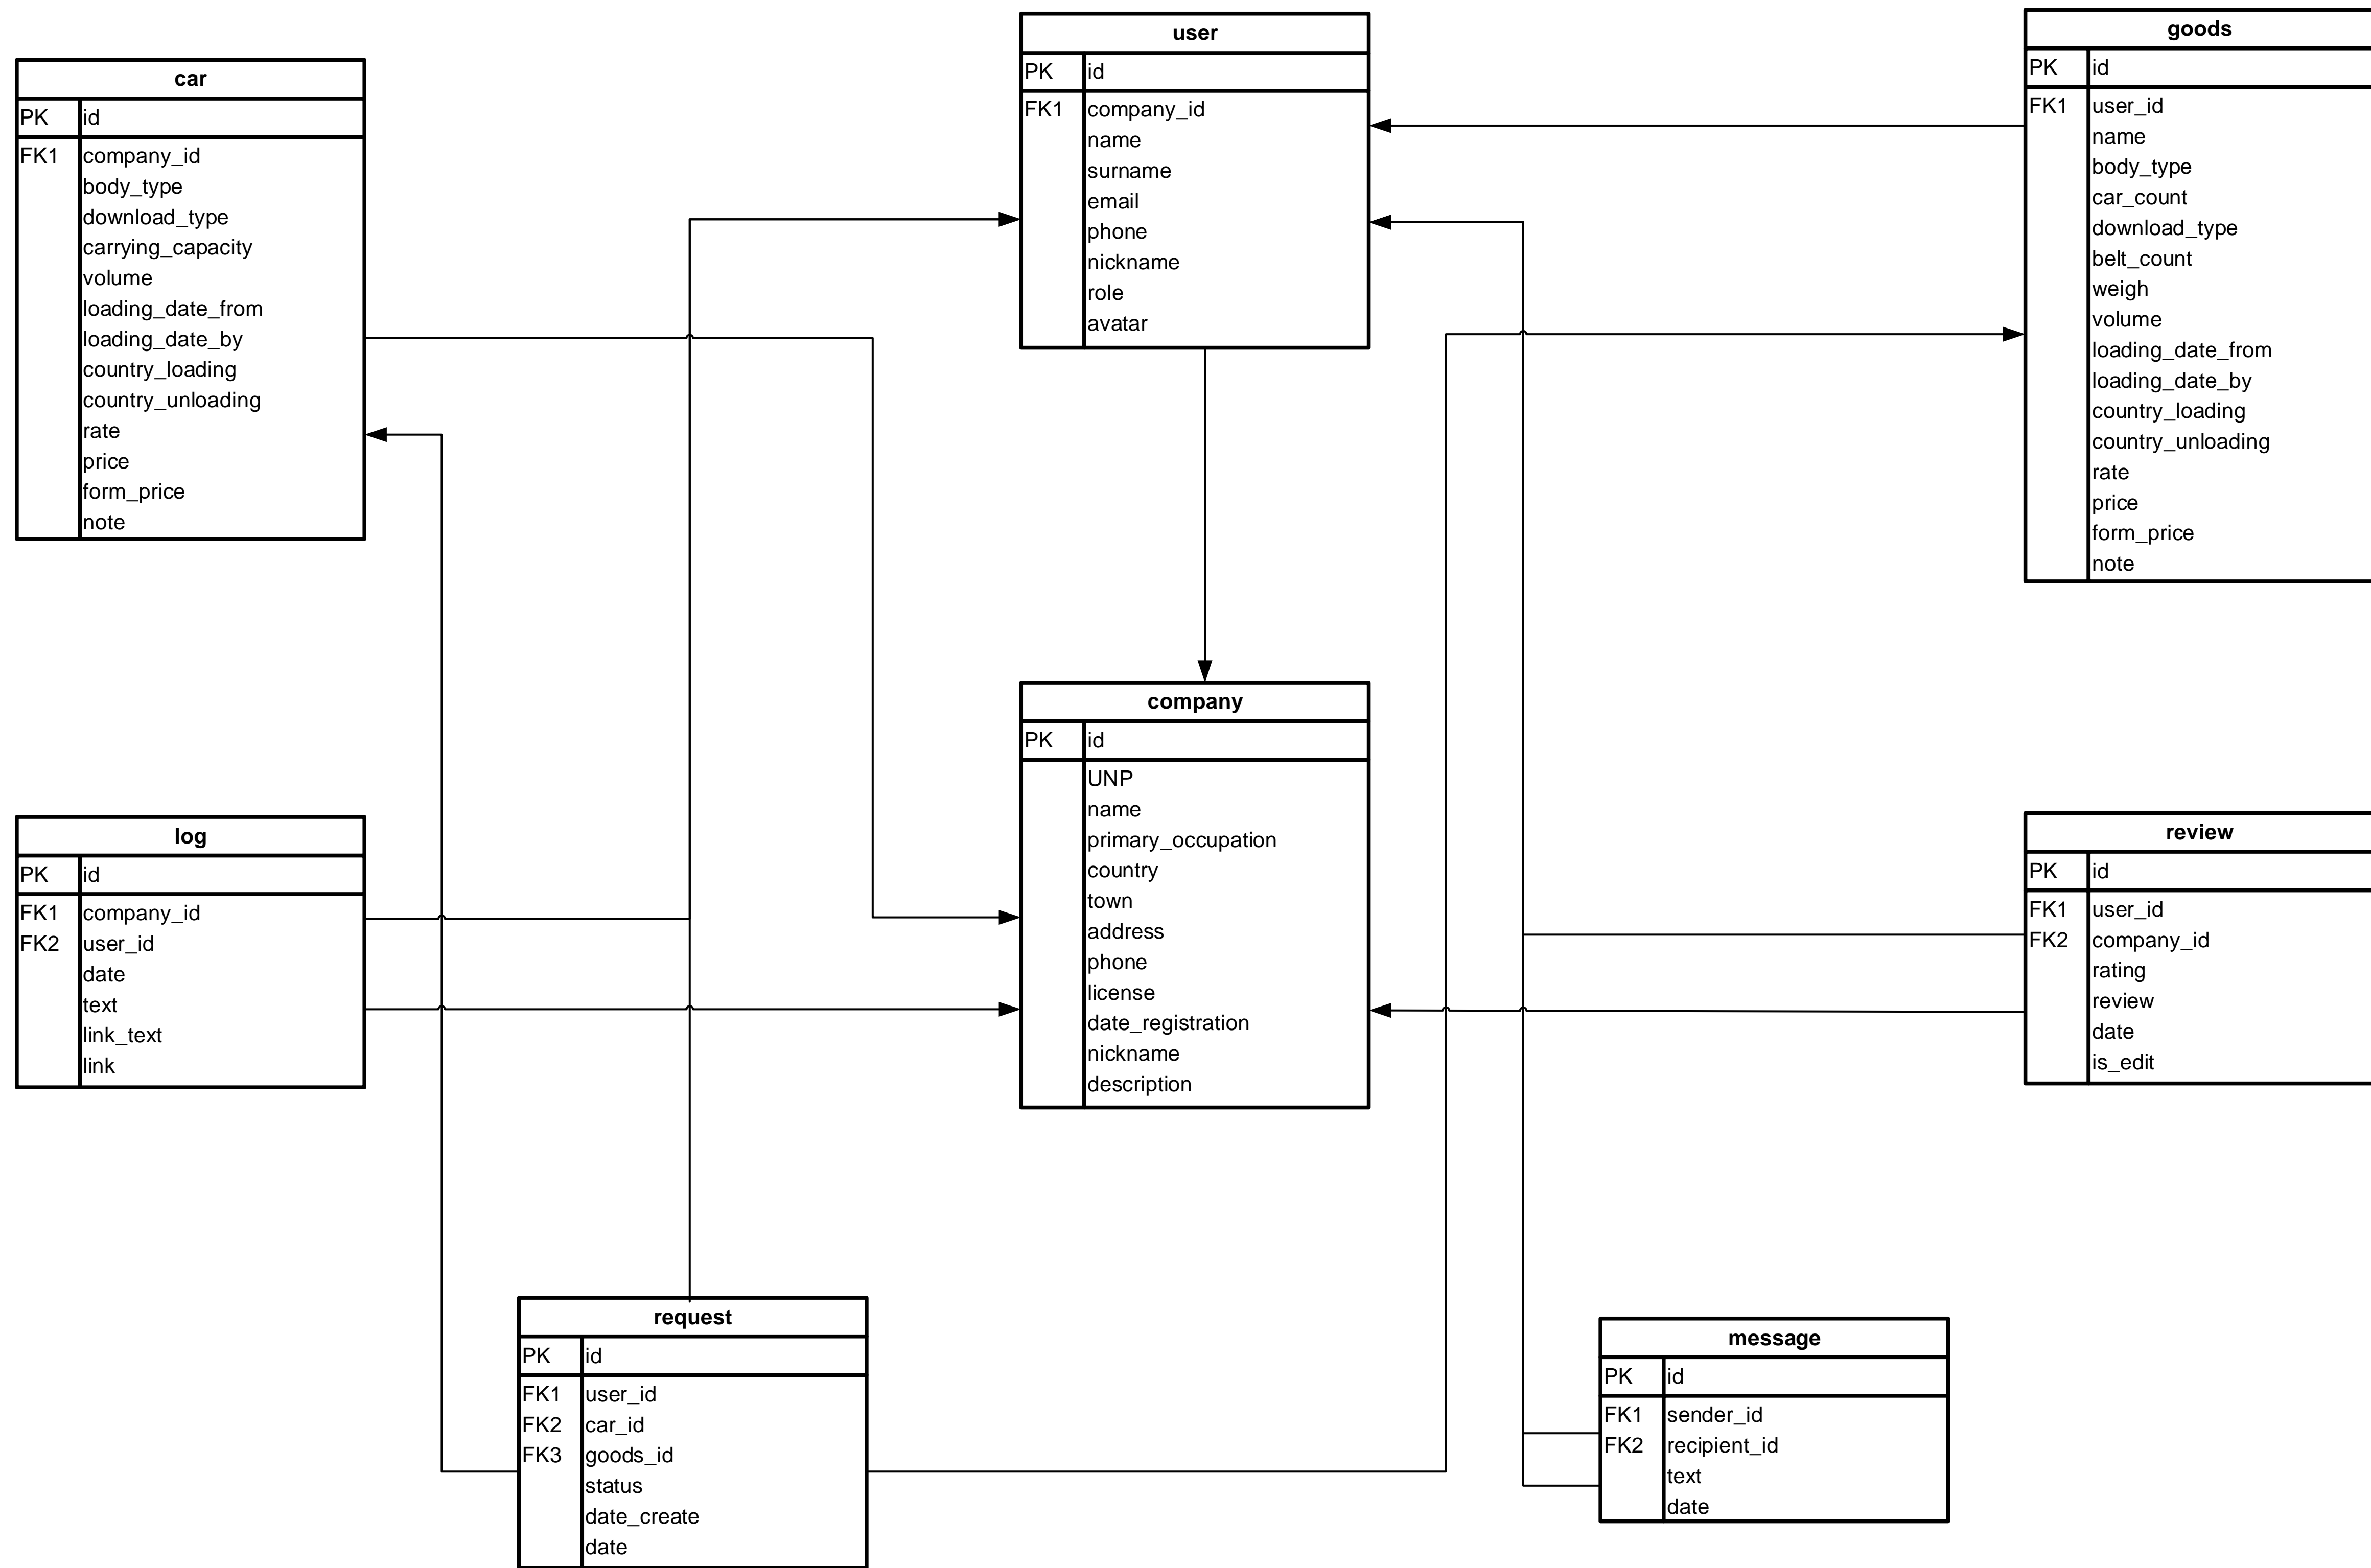 car
PK id
FK1 company_id
body_type
download_type
carrying_capacity
volume
loading_date_from
loading_date_by
country_loading
country_unloading
rate
price
form_price
note
user
PK id
FK1 company_id
name
surname
email
phone
nickname
role
avatar
goods
PK id
FK1 user_id
name
body_type
car_count
download_type
belt_count
weigh
volume
loading_date_from
loading_date_by
country_loading
country_unloading
rate
price
form_price
note
log
PK id
FK1 company_id
FK2 user_id
date
text
link_text
link
company
PK id
UNP
name
primary_occupation
country
town
address
phone
license
date_registration
nickname
description
review
PK id
FK1 user_id
FK2 company_id
rating
review
date
is_edit
request
PK id
FK1 user_id
FK2 car_id
FK3 goods_id
status
date_create
date
message
PK id
FK1 sender_id
FK2 recipient_id
text
date